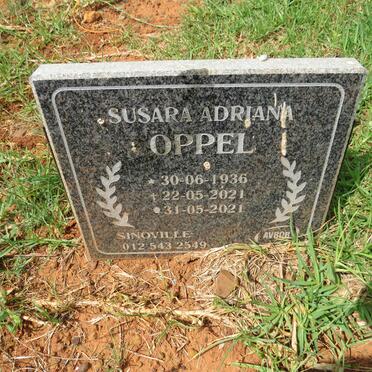 SUSARA ADRIANA
OPPEL
* 30-06-1936
+ 22-05-2021
* 31-05-2021
SINOVILLE
012 543 2549
AVBOB